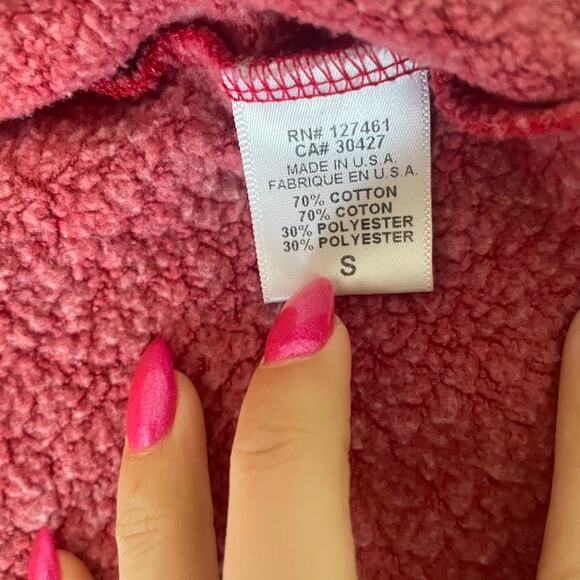 RN# 127461
CA# 30427
MADE IN U.S.A.
FABRIQUE EN U.S.A.
70% COTTON
70% COTON
30% POLYESTER
30% POLYESTER
S